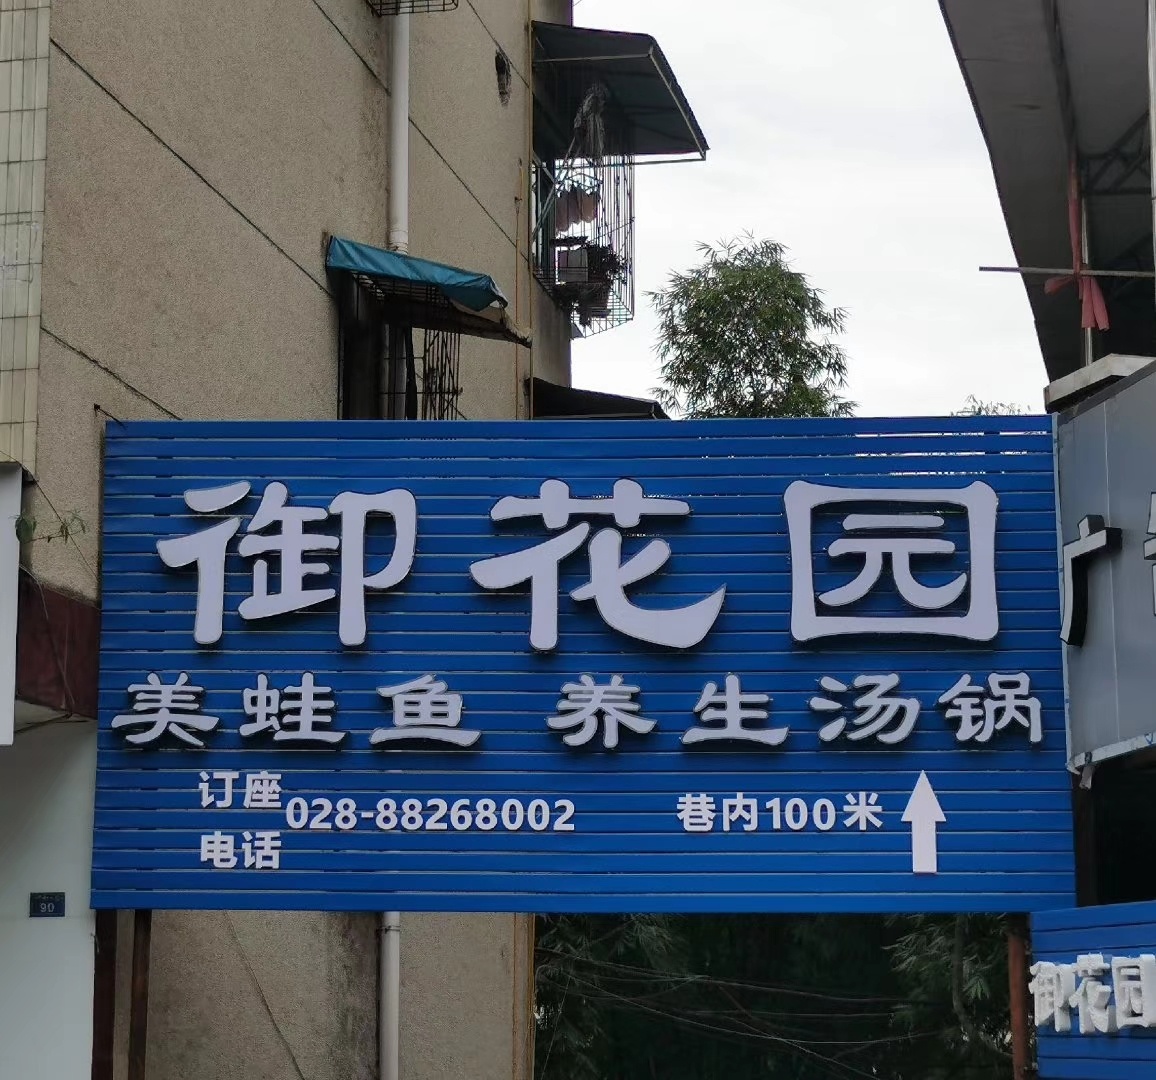 御花园
美蛙鱼 养生汤锅
订座
电话
028-88268002
巷内100米
广
90
御花园